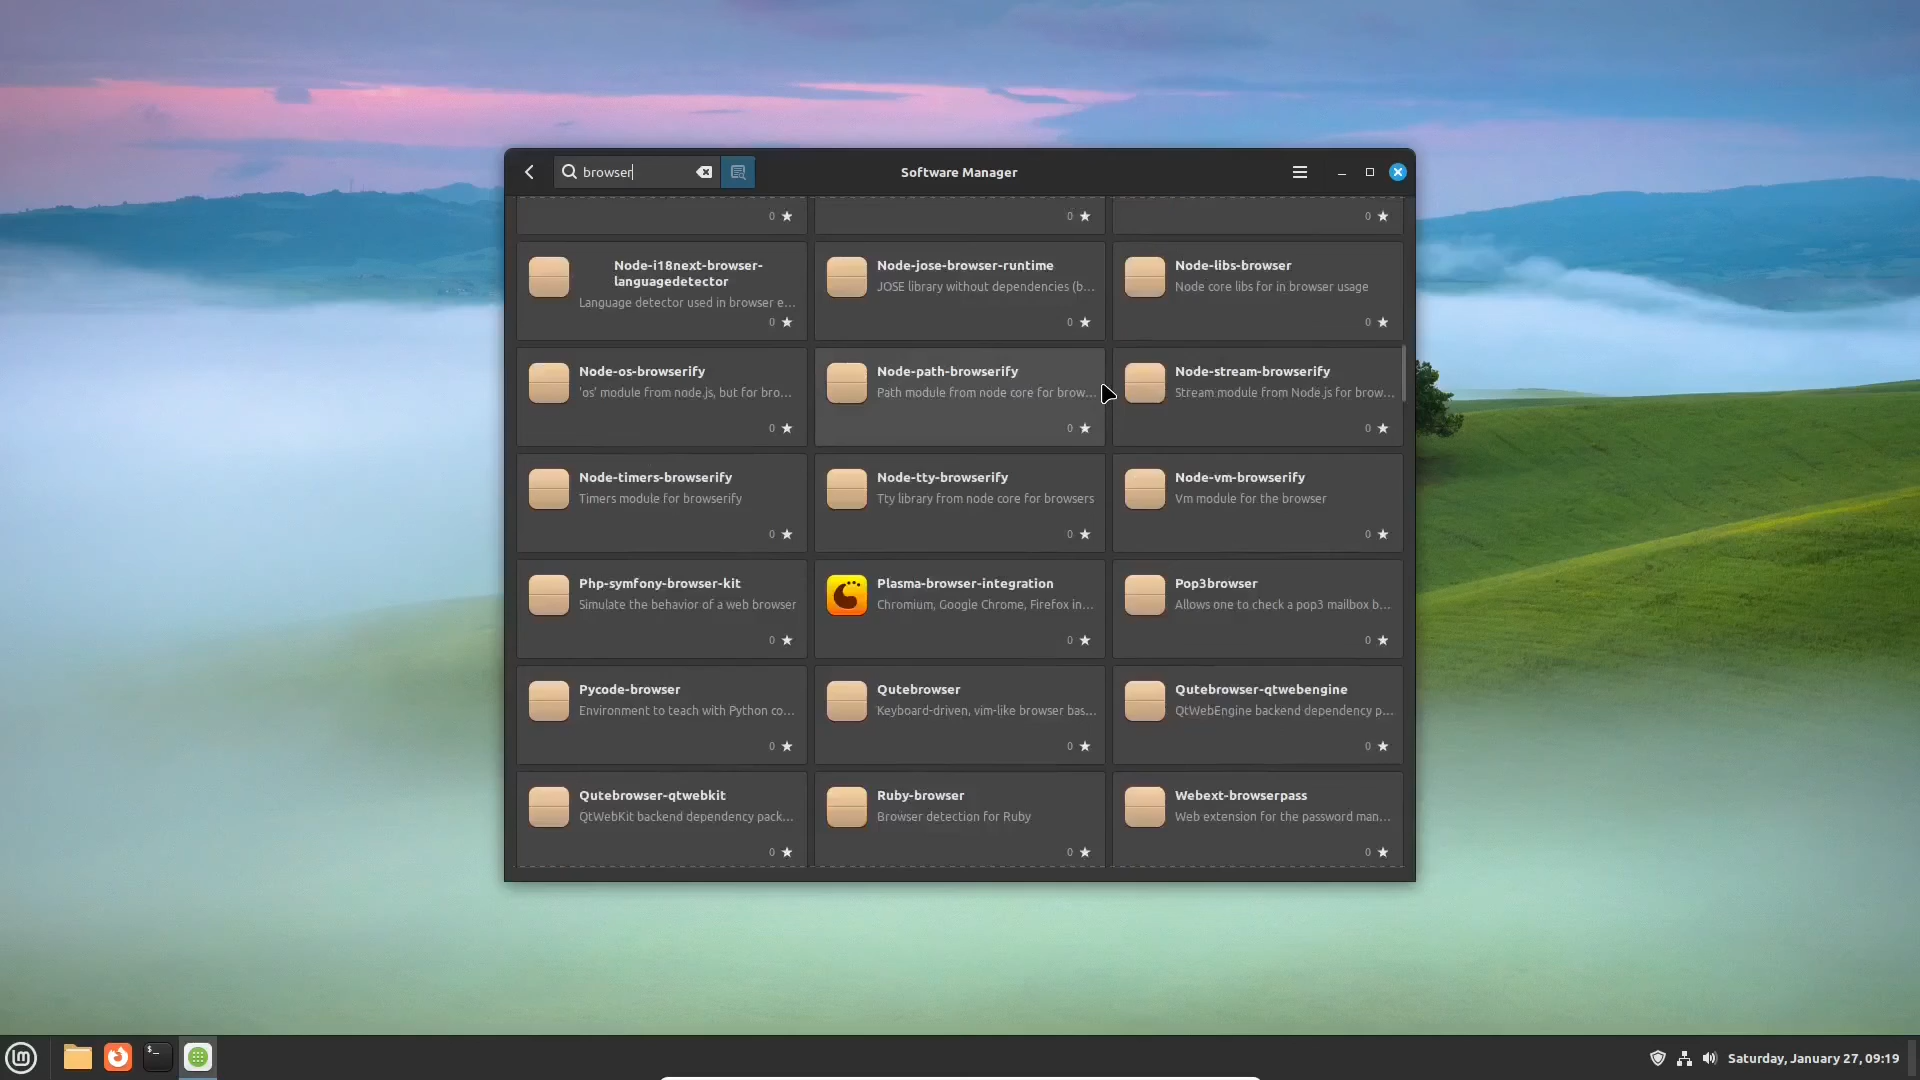 browser
Software Manager
0
0
0
Node-i18next-browser-
languagedetector
Language detector used in browser e...
0
Node-jose-browser-runtime
JOSE library without dependencies (b...
0
Node-libs-browser
Node core libs for in browser usage
0
Node-os-browserify
'os' module from node.js, but for bro...
0
Node-path-browserify
Path module from node core for brow...
0
Node-stream-browserify
Stream module from Node.js for brow...
0
Node-timers-browserify
Timers module for browserify
0
Node-tty-browserify
Tty library from node core for browsers
0
Node-vm-browserify
Vm module for the browser
0
Php-symfony-browser-kit
Simulate the behavior of a web browser
0
Plasma-browser-integration
Chromium, Google Chrome, Firefox in...
0
Pop3browser
Allows one to check a pop3 mailbox b...
0
Pycode-browser
Environment to teach with Python co...
0
Qutebrowser
Keyboard-driven, vim-like browser bas...
0
Qutebrowser-qtwebengine
QtWebEngine backend dependency p...
0
Qutebrowser-qtwebkit
QtWebKit backend dependency pack...
0
Ruby-browser
Browser detection for Ruby
0
Webext-browserpass
Web extension for the password man...
0
$_
Saturday, January 27, 09:19